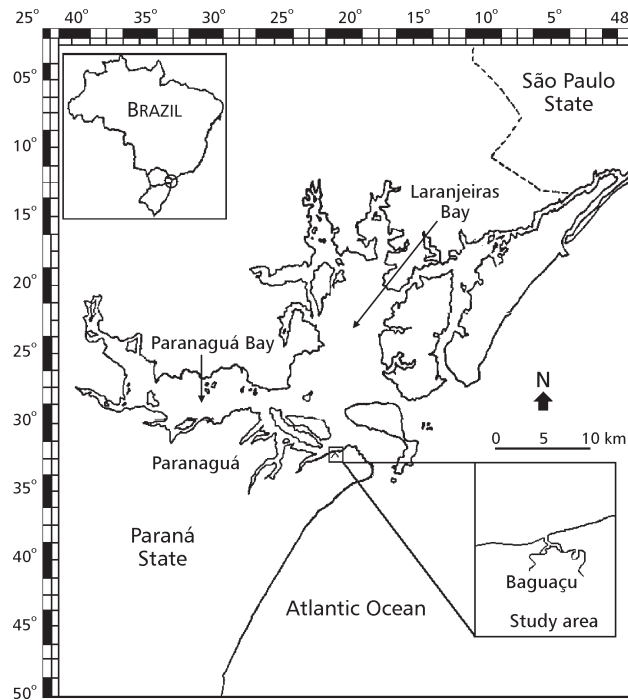 25° 40° 35° 30° 25° 20° 15° 10° 5° 48
05°
10°
15°
20°
25°
30°
35°
40°
45°
50°
BRAZIL
São Paulo
State
Laranjeiras
Bay
Paranaguá Bay
N
0 5 10 km
Paranaguá
Paraná
State
Atlantic Ocean
Baguaçu
Study area